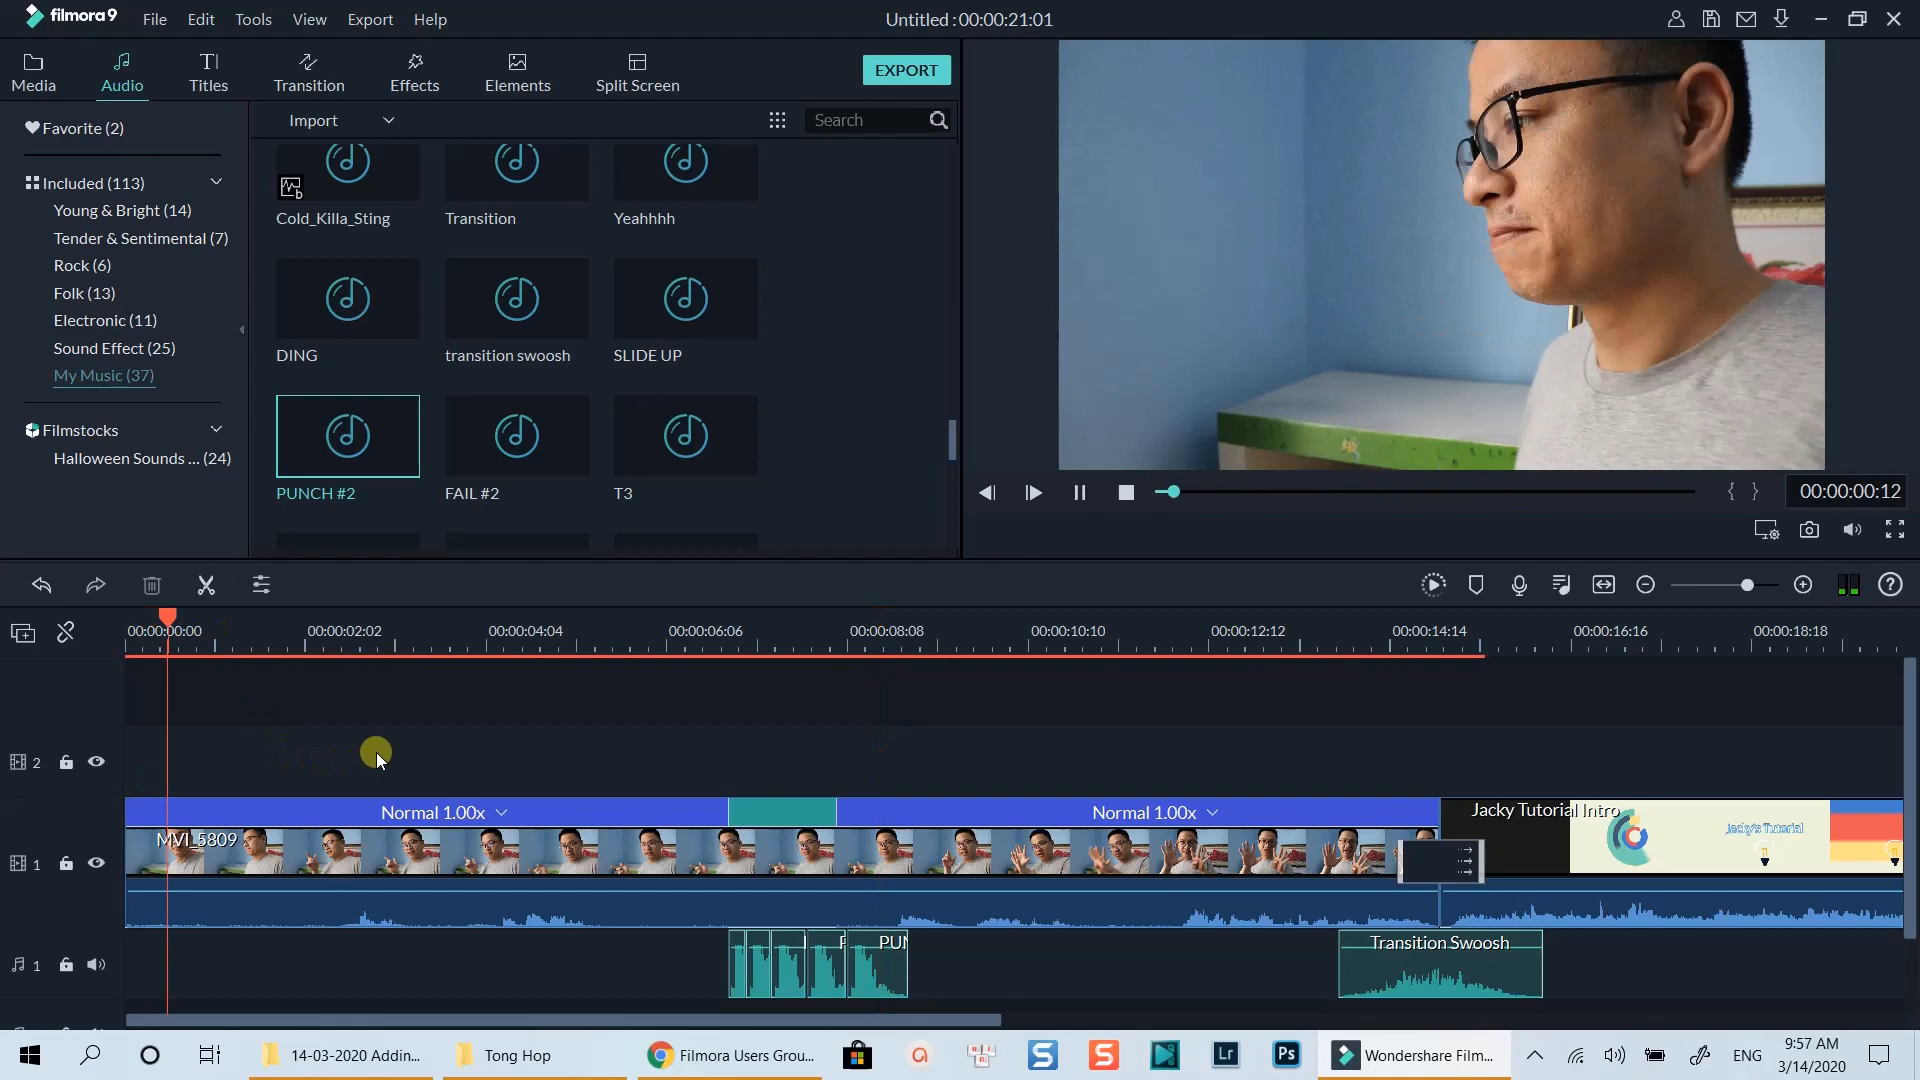 filmora9 File Edit Tools View Export Help
Untitled : 00:00:21:01
Media Audio Titles Transition Effects Elements Split Screen
EXPORT
Favorite (2)
Included (113)
Young & Bright (14)
Tender & Sentimental (7)
Rock (6)
Folk (13)
Electronic (11)
Sound Effect (25)
My Music (37)
Filmstocks
Halloween Sounds ... (24)
Import
Search
Cold_Killa_Sting Transition Yeahhhh
DING transition swoosh SLIDE UP
PUNCH #2 FAIL #2 T3
{ } 00:00:00:12
00:00:00:00 00:00:02:02 00:00:04:04 00:00:06:06 00:00:08:08 00:00:10:10 00:00:12:12 00:00:14:14 00:00:16:16 00:00:18:18
2
Normal 1.00x Normal 1.00x Jacky Tutorial Intro
MVI_5809
Jacky's Tutorial
1
PUN Transition Swoosh
1
14-03-2020 Addin... Tong Hop Filmora Users Grou... Lr Ps Wondershare Film... ENG
9:57 AM
3/14/2020